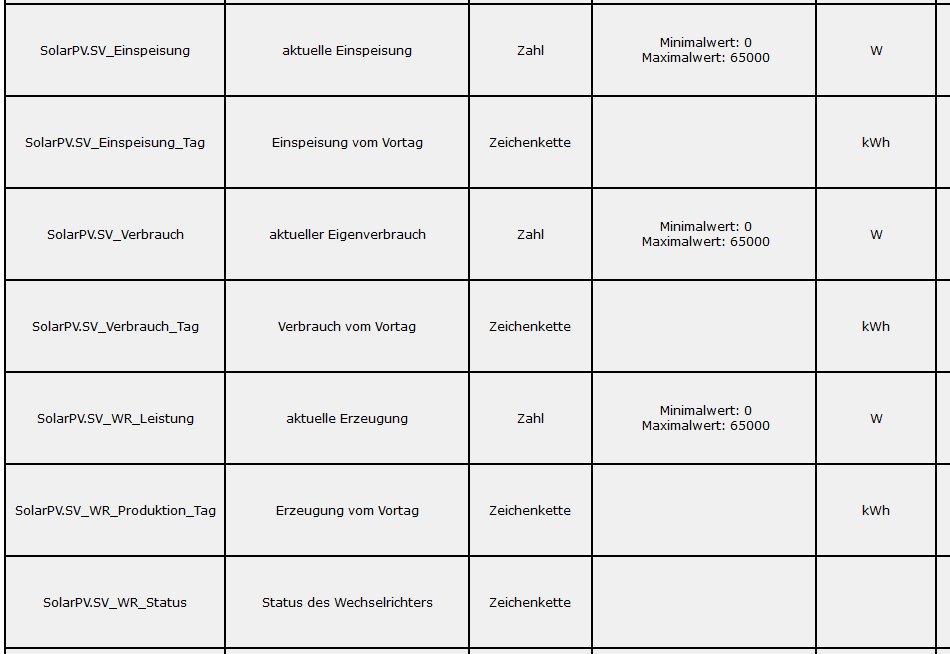 SolarPV.SV_Einspeisung aktuelle Einspeisung Zahl Minimalwert: 0 W
Maximalwert: 65000
SolarPV.SV_Einspeisung_Tag Einspeisung vom Vortag Zeichenkette kWh
SolarPV.SV_Verbrauch aktueller Eigenverbrauch Zahl Minimalwert: 0 W
Maximalwert: 65000
SolarPV.SV_Verbrauch_Tag Verbrauch vom Vortag Zeichenkette kWh
SolarPV.SV_WR_Leistung aktuelle Erzeugung Zahl Minimalwert: 0 W
Maximalwert: 65000
SolarPV.SV_WR_Produktion_Tag Erzeugung vom Vortag Zeichenkette kWh
SolarPV.SV_WR_Status Status des Wechselrichters Zeichenkette